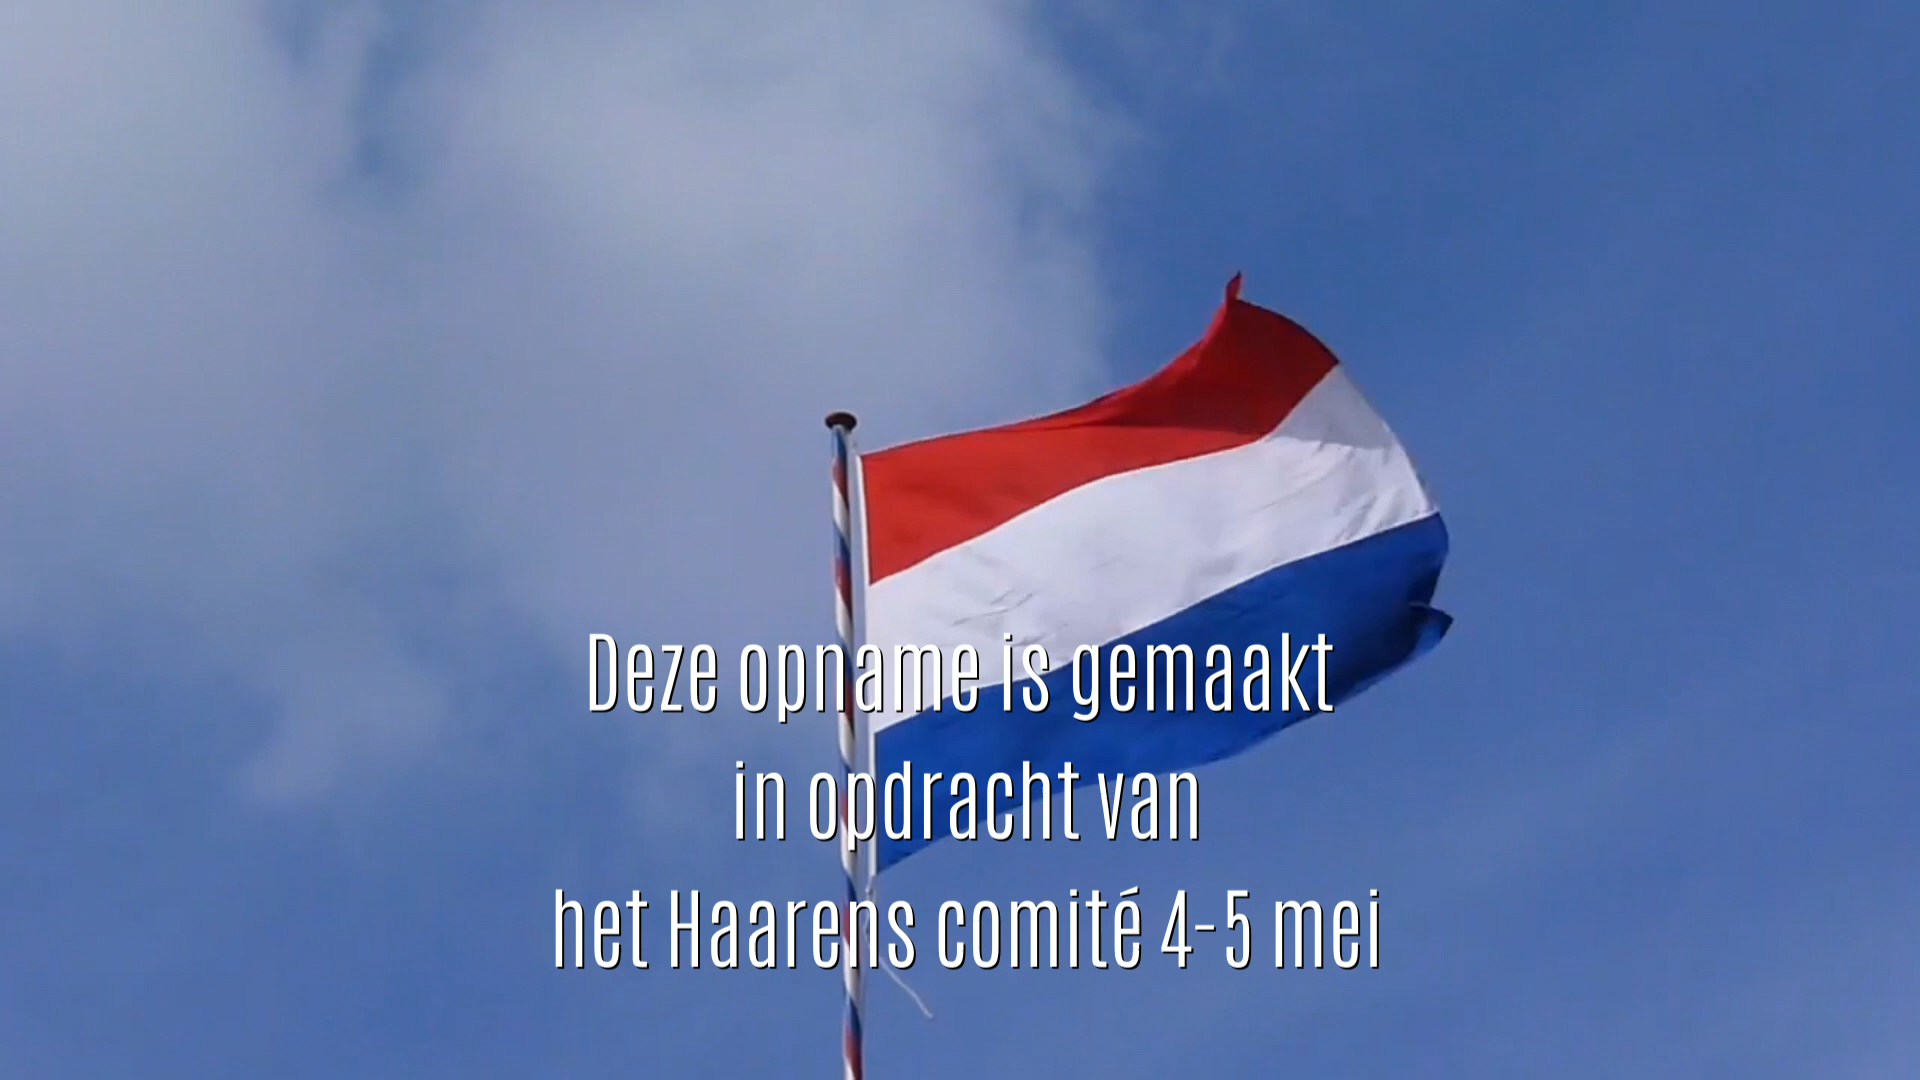 Deze opname is gemaakt
in opdracht van
het Haarens comité 4-5 mei